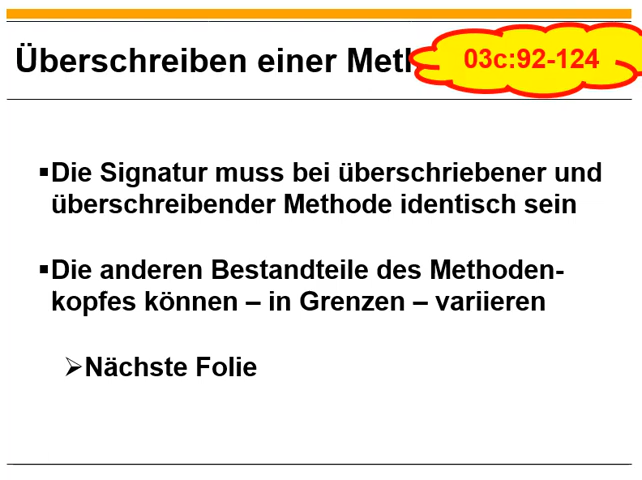 Überschreiben einer Meth
03c:92-124
▪Die Signatur muss bei überschriebener und
überschreibender Methode identisch sein
▪Die anderen Bestandteile des Methoden-
kopfes können – in Grenzen – variieren
➢Nächste Folie